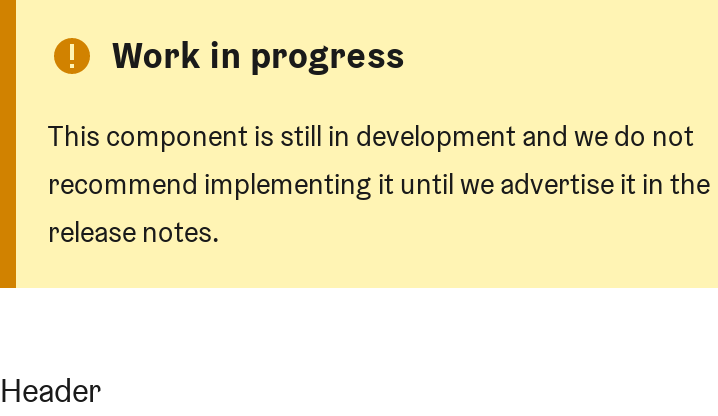 Work in progress
This component is still in development and we do not
recommend implementing it until we advertise it in the
release notes.
Header